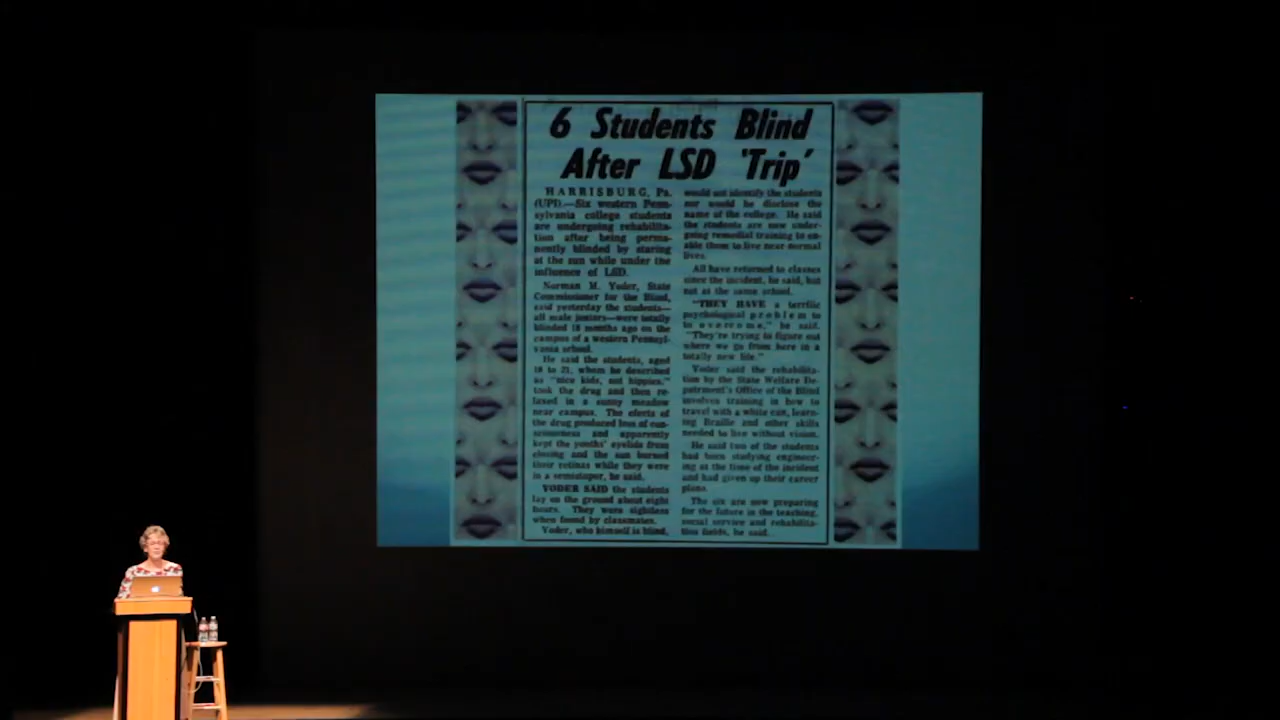 6 Students Blind
After LSD 'Trip'
HARRISBURG, Pa.
(UPI).—Six western Penn-
sylvania college students
are undergoing rehabilita-
tion after being perma-
nently blinded by staring
at the sun while under the
influence of LSD.
Norman M. Yoder, State
Commissioner for the Blind,
said yesterday the students—
all male juniors—were totally
blinded 18 months ago on the
campus of a western Pennsyl-
vania school.
He said the students, aged
18 to 21, whom he described
as "nice kids, not hippies,"
took the drug and then re-
laxed in a sunny meadow
near campus. The efects of
the drug produced loss of con-
sciousness and apparently
kept the youths' eyelids from
closing and the sun burned
their retinas while they were
in a semistupor, he said.
YODER SAID the students
lay on the ground about eight
hours. They were sightless
when found by classmates.
Yoder, who himself is blind,
would not identify the students
nor would he disclose the
name of the college. He said
the students are now under-
going remedial training to en-
able them to live near-normal
lives.
All have returned to classes
since the incident, he said, but
not at the same school.
"THEY HAVE a terrific
psychological problem to
to overcome," he said.
"They're trying to figure out
where we go from here in a
totally new life."
Yoder said the rehabilita-
tion by the State Welfare De-
partment's Office of the Blind
involves training in how to
travel with a white can, learn-
ing Braille and other skills
needed to live without vision.
He said two of the students
had been studying engineer-
ing at the time of the incident
and had given up their career
plans.
The six are now preparing
for the future in the teaching,
social service and rehabilita-
tion fields, he said.